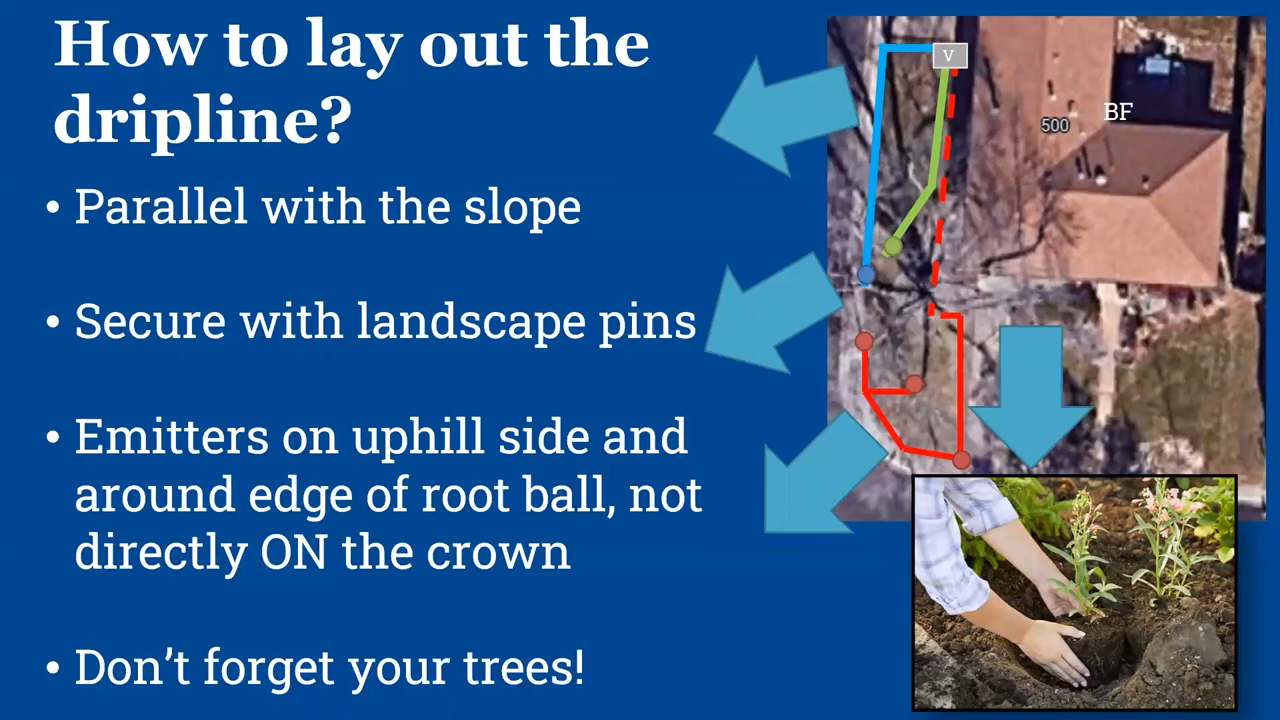 How to lay out the
dripline?
• Parallel with the slope
• Secure with landscape pins
• Emitters on uphill side and
around edge of root ball, not
directly ON the crown
• Don’t forget your trees!
V
BF
500